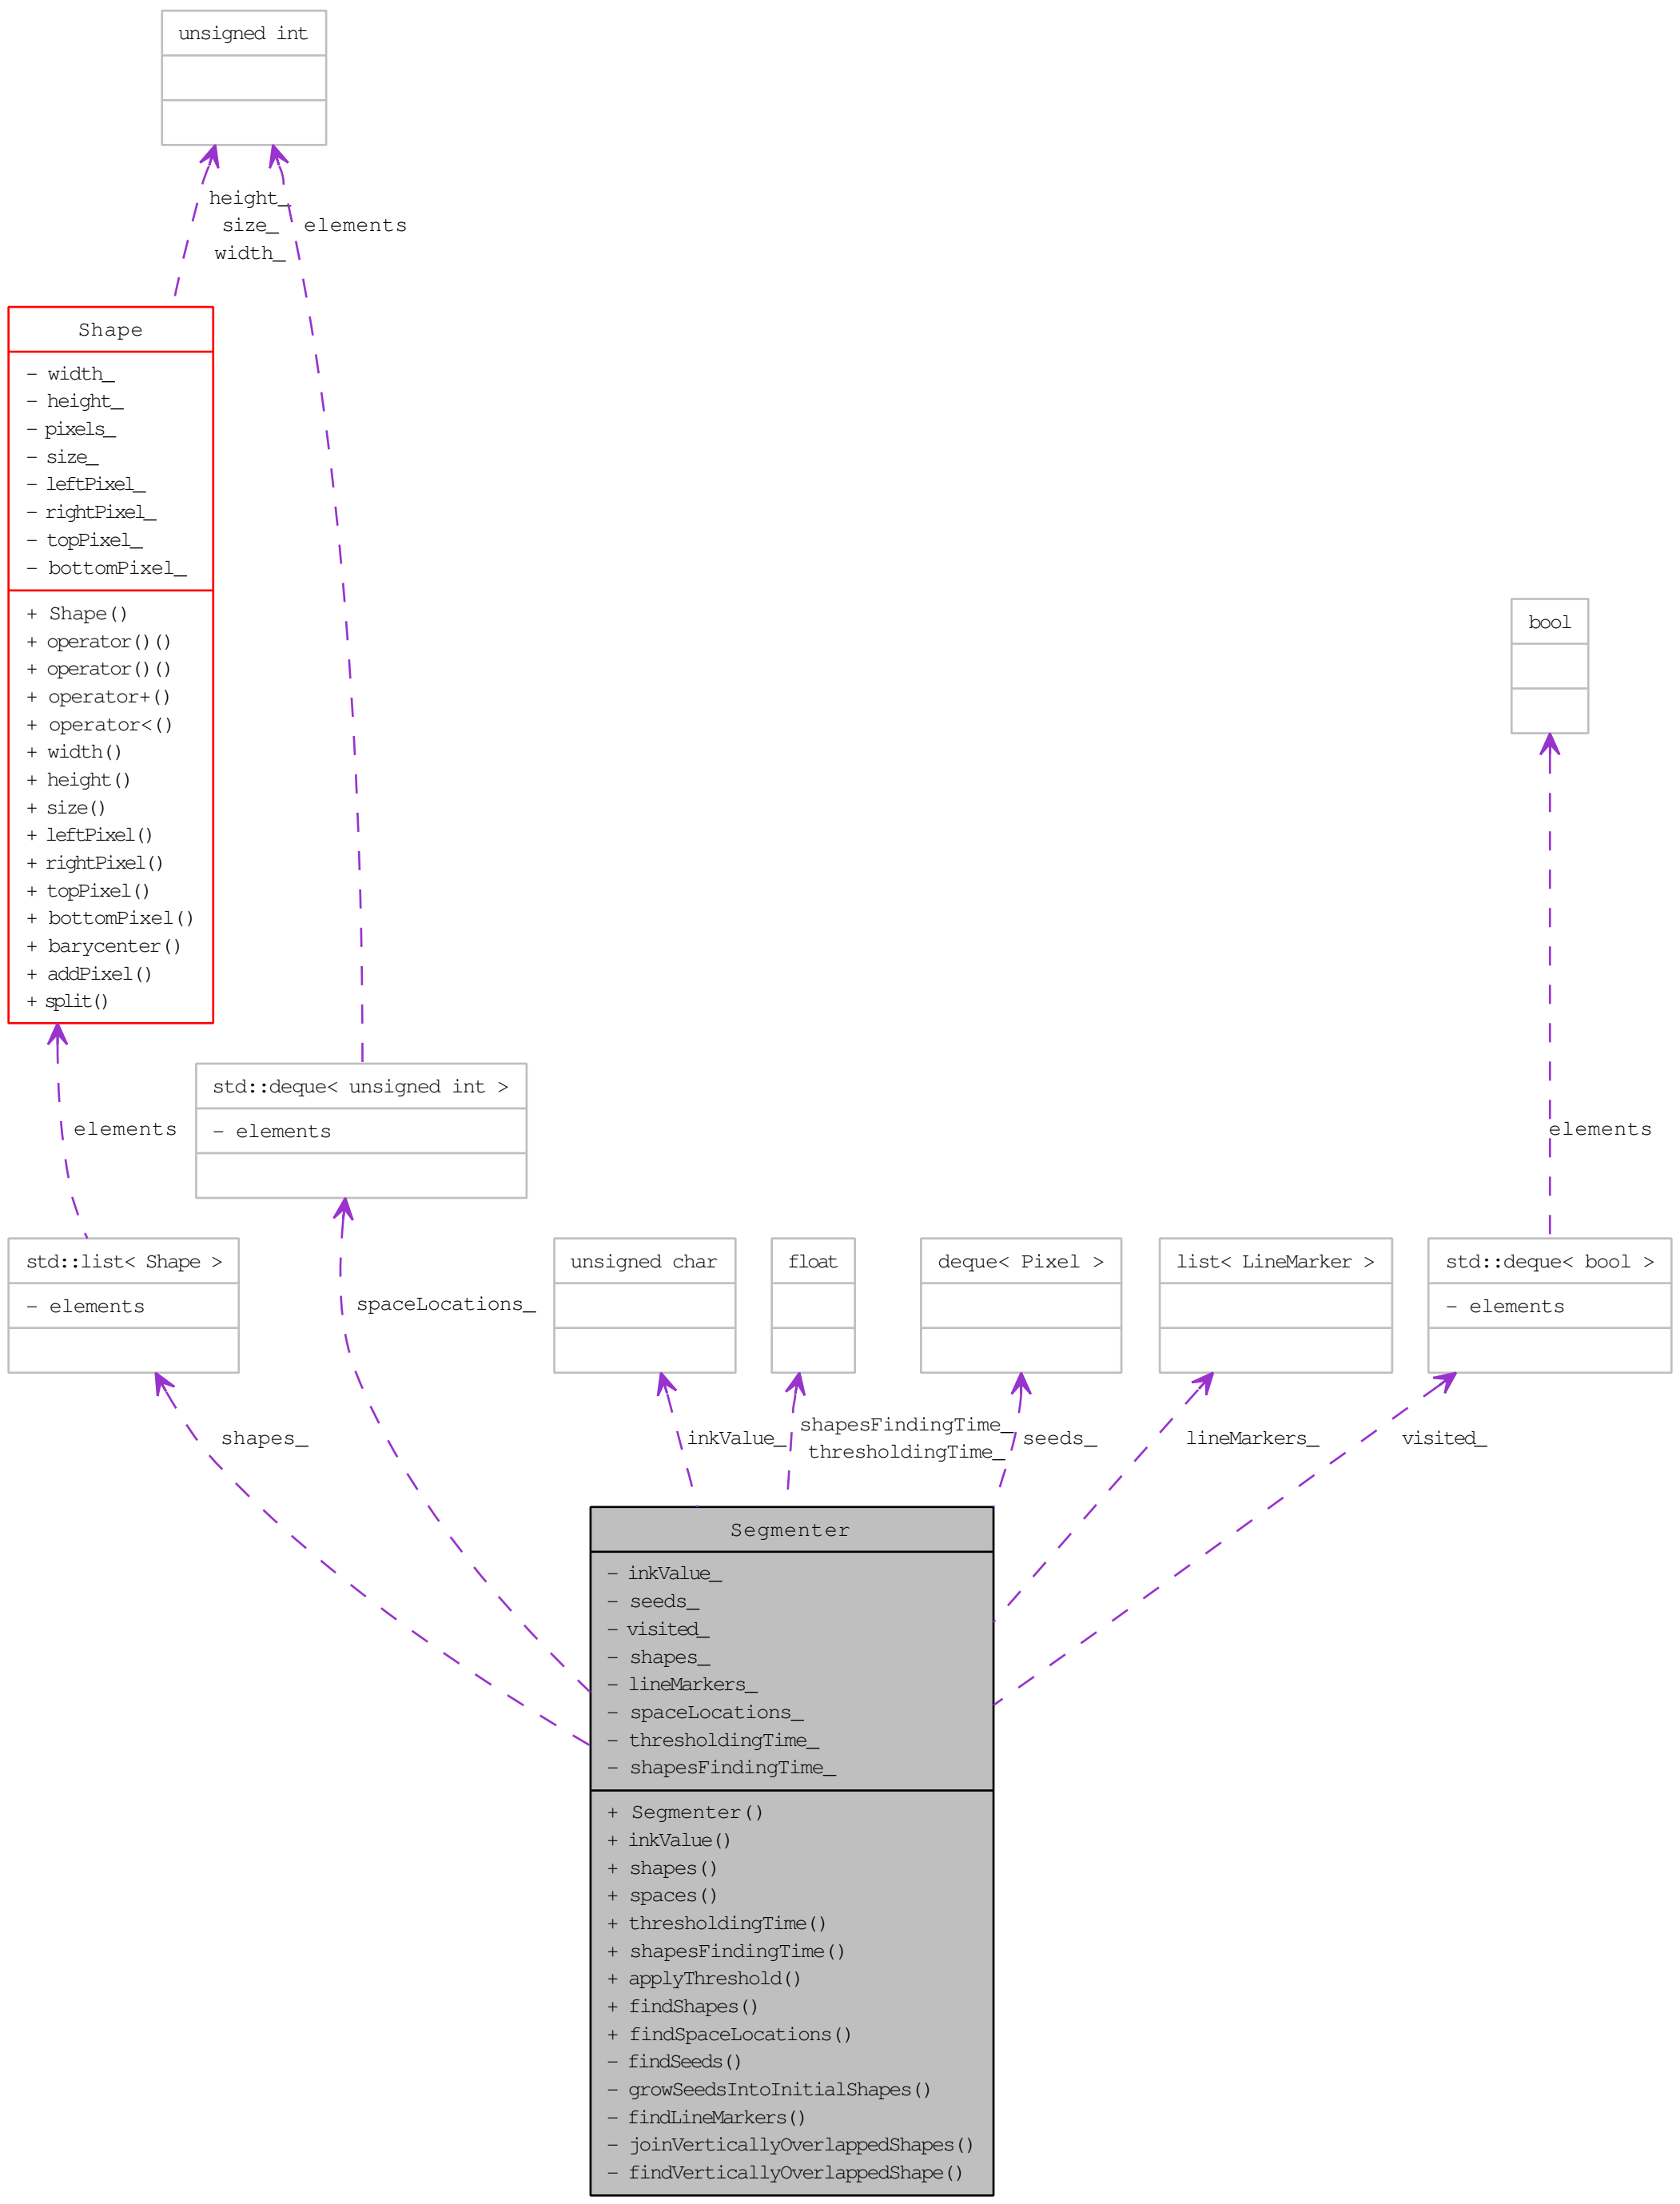 unsigned int
height_
size_
width_
elements
Shape
- width_
- height_
- pixels_
- size_
- leftPixel_
- rightPixel_
- topPixel_
- bottomPixel_
+ Shape()
+ operator()()
+ operator()()
+ operator+()
+ operator<()
+ width()
+ height()
+ size()
+ leftPixel()
+ rightPixel()
+ topPixel()
+ bottomPixel()
+ barycenter()
+ addPixel()
+ split()
bool
std::deque< unsigned int >
- elements
elements
elements
std::list< Shape >
- elements
spaceLocations_
unsigned char
float
deque< Pixel >
list< LineMarker >
std::deque< bool >
- elements
shapes_
inkValue_
shapesFindingTime_
thresholdingTime_
seeds_
lineMarkers_
visited_
Segmenter
- inkValue_
- seeds_
- visited_
- shapes_
- lineMarkers_
- spaceLocations_
- thresholdingTime_
- shapesFindingTime_
+ Segmenter()
+ inkValue()
+ shapes()
+ spaces()
+ thresholdingTime()
+ shapesFindingTime()
+ applyThreshold()
+ findShapes()
+ findSpaceLocations()
- findSeeds()
- growSeedsIntoInitialShapes()
- findLineMarkers()
- joinVerticallyOverlappedShapes()
- findVerticallyOverlappedShape()